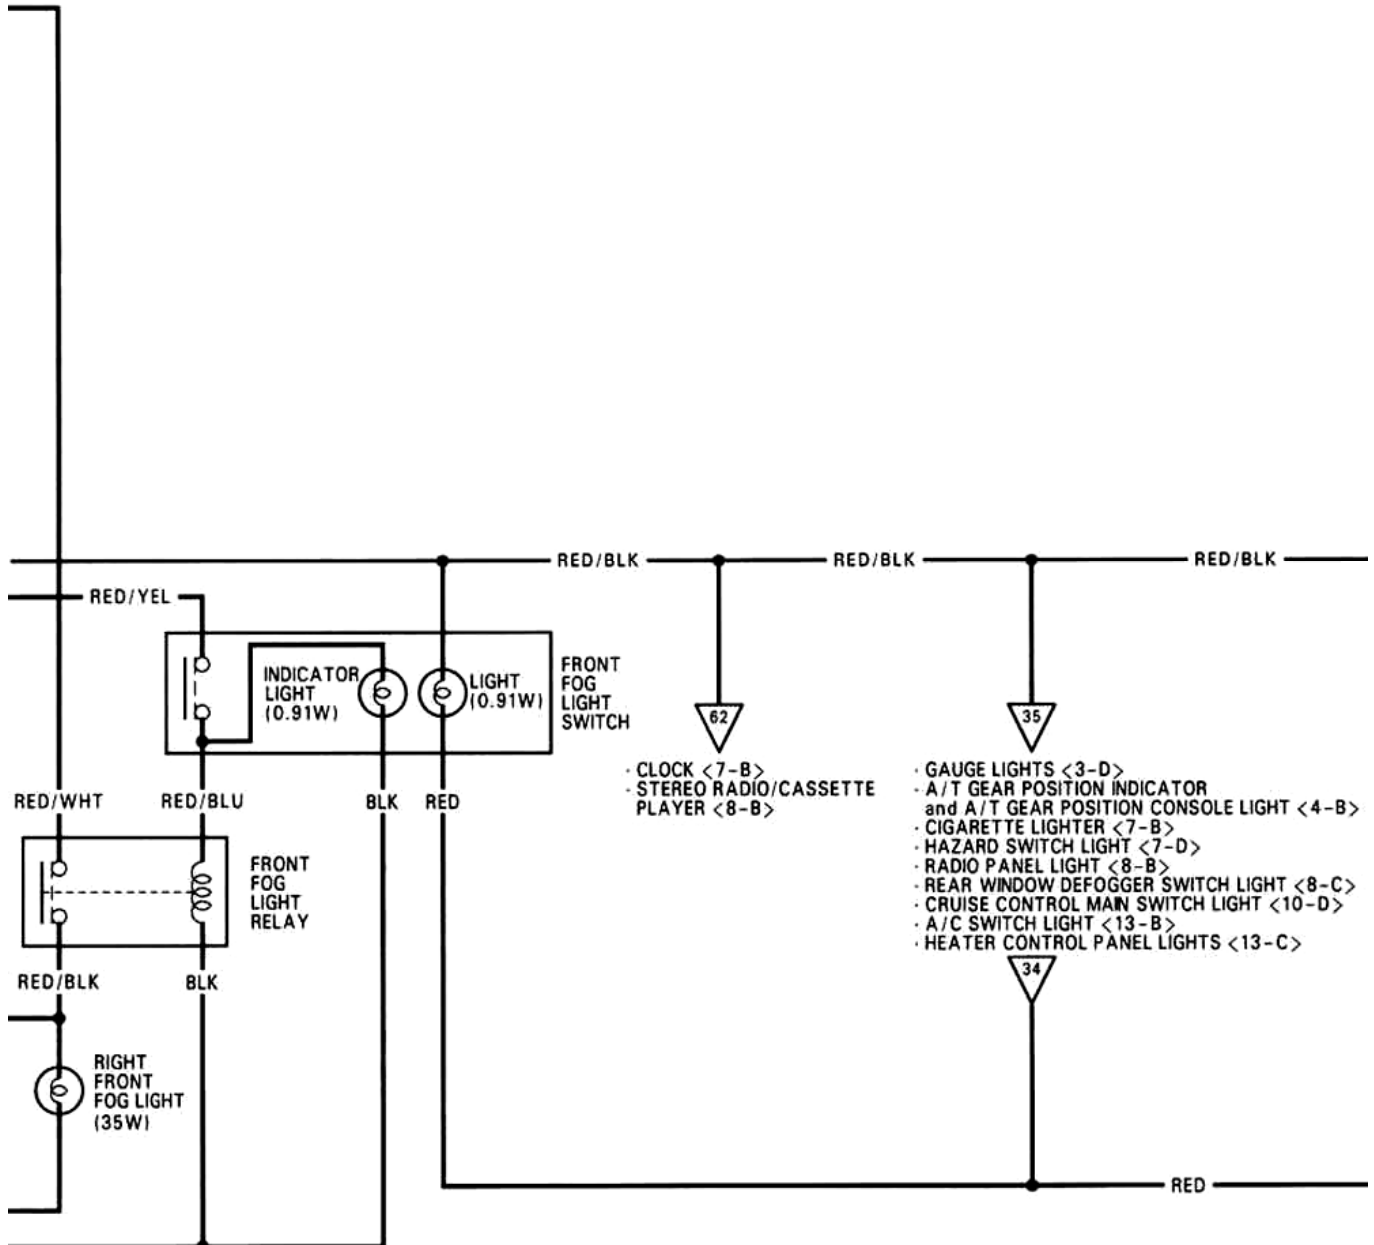 RED/BLK RED/BLK RED/BLK
RED/YEL
INDICATOR
LIGHT
(0.91W)
LIGHT
(0.91W)
FRONT
FOG
LIGHT
SWITCH
62
35
· CLOCK <7-B>
· STEREO RADIO/CASSETTE
PLAYER <8-B>
· GAUGE LIGHTS <3-D>
· A/T GEAR POSITION INDICATOR
and A/T GEAR POSITION CONSOLE LIGHT <4-B>
· CIGARETTE LIGHTER <7-B>
· HAZARD SWITCH LIGHT <7-D>
· RADIO PANEL LIGHT <8-B>
· REAR WINDOW DEFOGGER SWITCH LIGHT <8-C>
· CRUISE CONTROL MAIN SWITCH LIGHT <10-D>
· A/C SWITCH LIGHT <13-B>
· HEATER CONTROL PANEL LIGHTS <13-C>
34
RED/WHT RED/BLU BLK RED
FRONT
FOG
LIGHT
RELAY
RED/BLK BLK
RIGHT
FRONT
FOG LIGHT
(35W)
RED